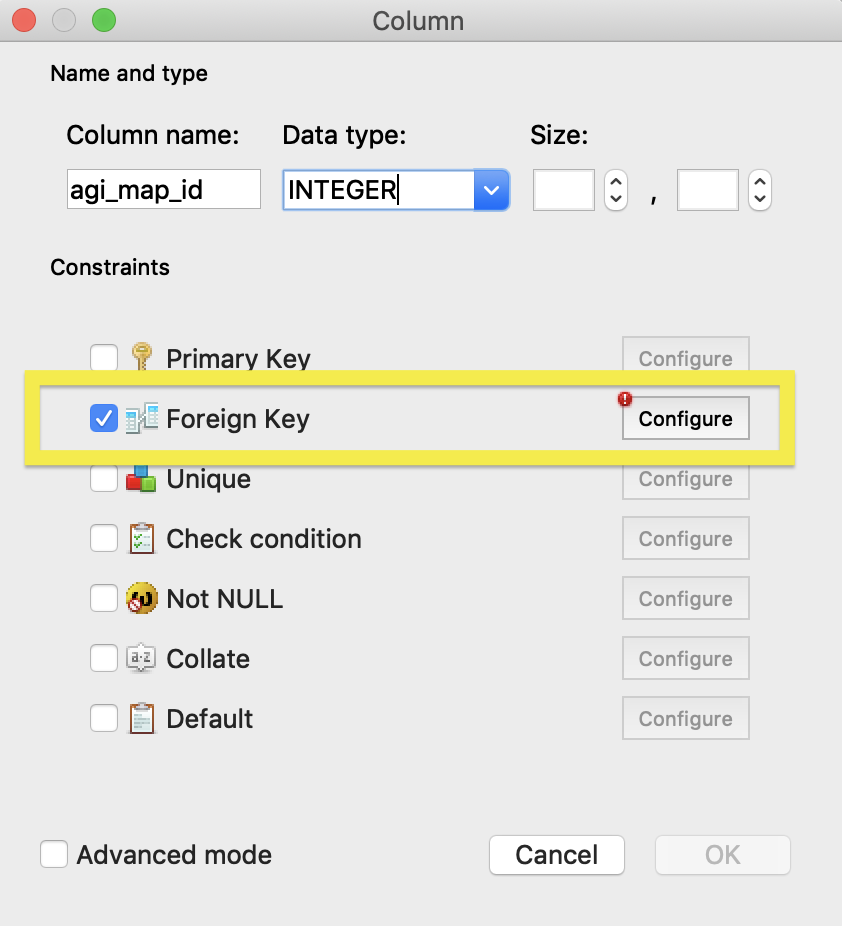 Column
Name and type
Column name: Data type: Size:
agi_map_id INTEGER ,
Constraints
Primary Key Configure
Foreign Key Configure
Unique Configure
Check condition Configure
Not NULL Configure
Collate Configure
Default Configure
Advanced mode Cancel OK